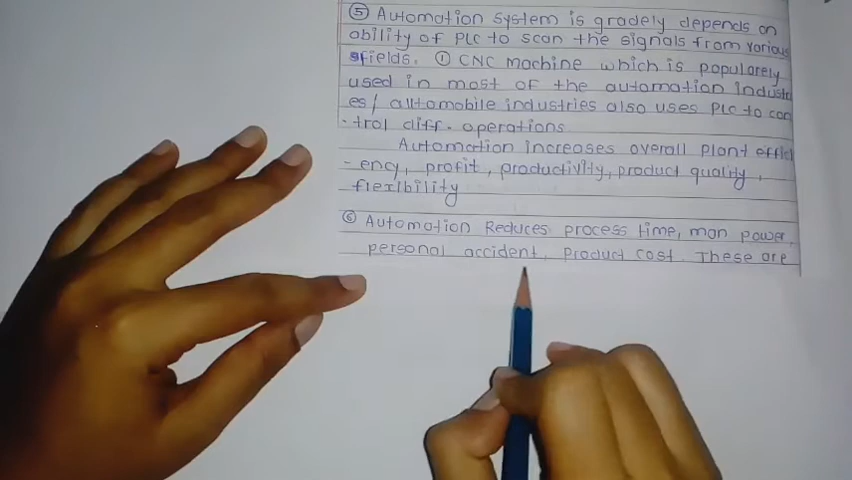 ⑤ Automation system is gradely depends on
ability of PLC to scan the signals from various
fields. ① CNC machine which is popularely
used in most of the automation industr
es/ automobile industries also uses PLC to con
-trol diff. operations
Automation increases overall plant effici
-ency, profit, productivity, product quality,
flexibility
⑥ Automation Reduces process time, man power,
personal accident, product cost. These are